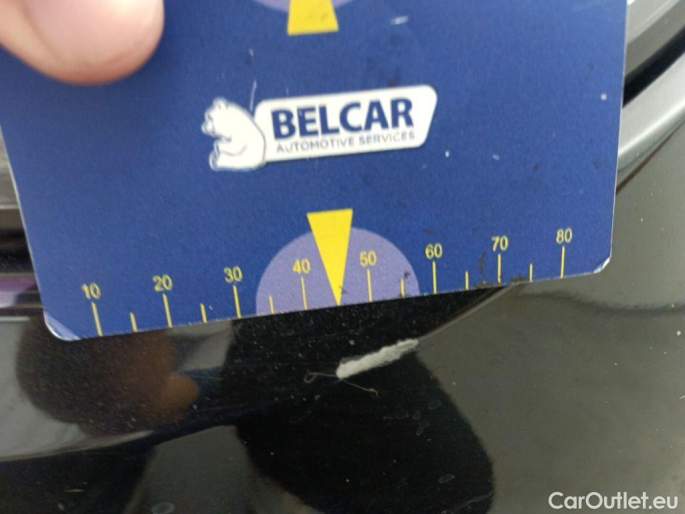 BELCAR
AUTOMOTIVE SERVICES
10 20 30 40 50 60 70 80
CarOutlet.eu